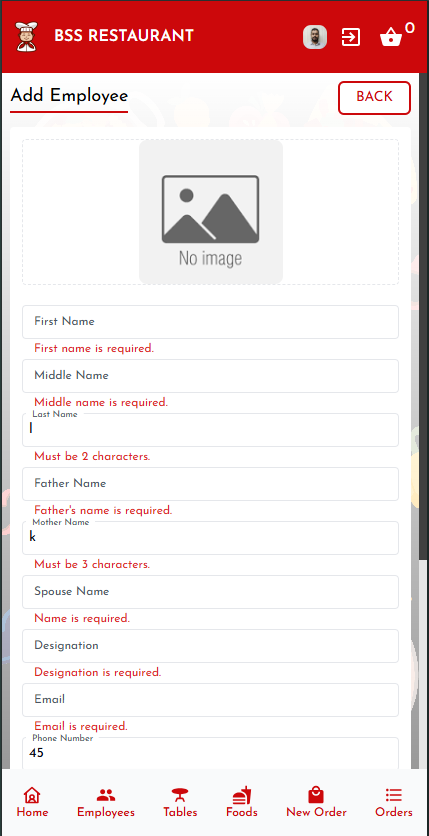 BSS RESTAURANT
0
Add Employee
BACK
No image
First Name
First name is required.
Middle Name
Middle name is required.
Last Name
l
Must be 2 characters.
Father Name
Father's name is required.
Mother Name
k
Must be 3 characters.
Spouse Name
Name is required.
Designation
Designation is required.
Email
Email is required.
Phone Number
45
Home Employees Tables Foods New Order Orders